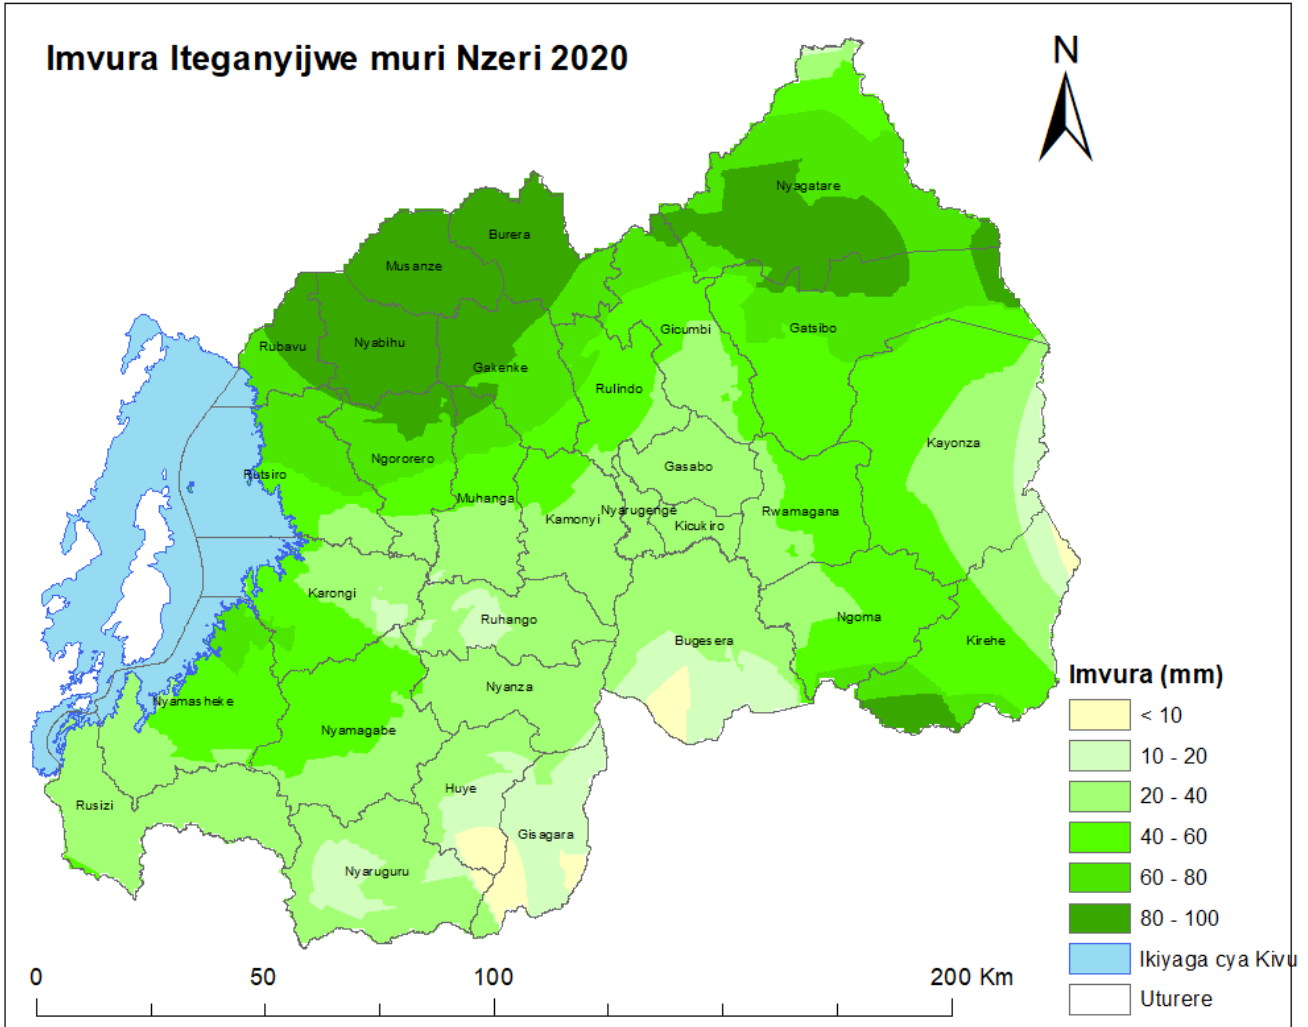 Imvura Iteganyijwe muri Nzeri 2020
N
Nyagatare
Burera
Musanze
Gicumbi
Gatsibo
Rubavu
Nyabihu
Gakenke
Rulindo
Kayonza
Ngororero
Gasabo
Rutsiro
Muhanga
Nyarugenge
Rwamagana
Kamonyi
Kicukiro
Karongi
Ruhango
Ngoma
Bugesera
Kirehe
Nyanza
Nyamasheke
Nyamagabe
Huye
Rusizi
Gisagara
Nyaruguru
Imvura (mm)
< 10
10 - 20
20 - 40
40 - 60
60 - 80
80 - 100
Ikiyaga cya Kivu
Uturere
0 50 100 200 Km